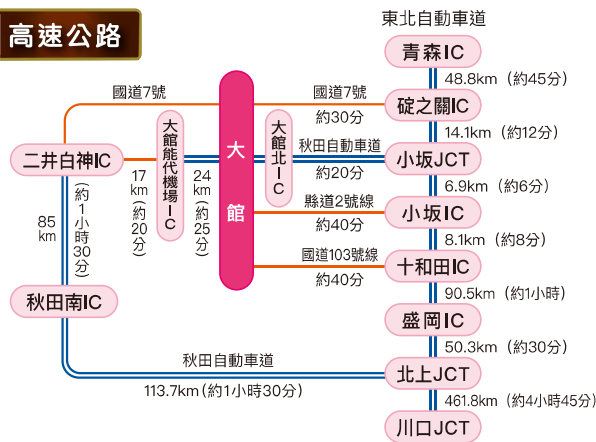 高速公路
東北自動車道
青森IC
48.8km（約45分）
國道7號
國道7號
約30分
碇之關IC
14.1km（約12分）
大館能代機場IC
大館
大館北IC
秋田自動車道
約20分
小坂JCT
二井白神IC
6.9km（約6分）
17km（約20分）
24km（約25分）
縣道2號線
約40分
小坂IC
85km
（約1小時30分）
8.1km（約8分）
國道103號線
約40分
十和田IC
90.5km（約1小時）
秋田南IC
盛岡IC
50.3km（約30分）
秋田自動車道
113.7km（約1小時30分）
北上JCT
461.8km（約4小時45分）
川口JCT